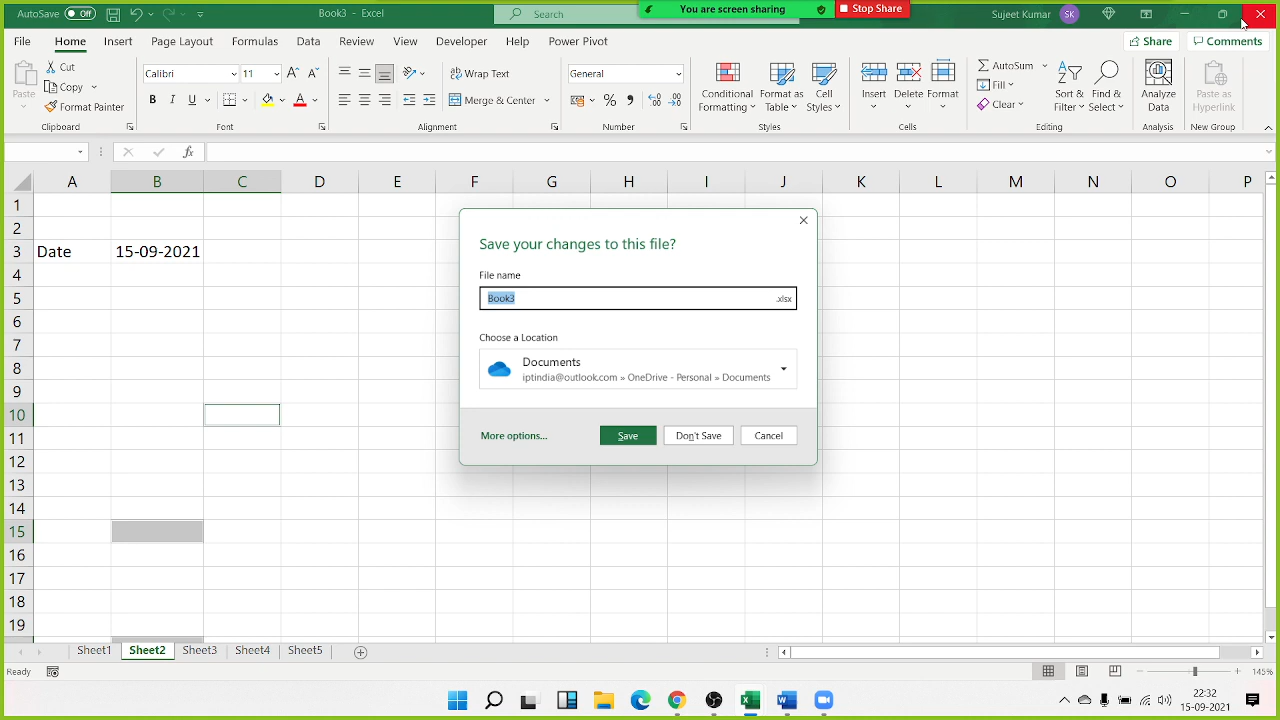 AutoSave Off
Book3 - Excel
Search
You are screen sharing
Stop Share
Sujeet Kumar SK
File Home Insert Page Layout Formulas Data Review View Developer Help Power Pivot
Share Comments
Paste
Cut
Copy
Format Painter
Clipboard
Calibri 11
B I U
Font
Wrap Text
Merge & Center
Alignment
General
Number
Conditional Formatting
Format as Table
Cell Styles
Styles
Insert Delete Format
Cells
AutoSum
Fill
Clear
Sort & Filter
Find & Select
Editing
Analyze Data
Analysis
Paste as Hyperlink
New Group
fx
A B C D E F G H I J K L M N O P
1
2
3 Date 15-09-2021
4
5
6
7
8
9
10
11
12
13
14
15
16
17
18
19
Save your changes to this file?
File name
Book3 .xlsx
Choose a Location
Documents
iptindia@outlook.com » OneDrive - Personal » Documents
More options... Save Don't Save Cancel
Sheet1 Sheet2 Sheet3 Sheet4 Sheet5
Ready
145%
22:32
15-09-2021